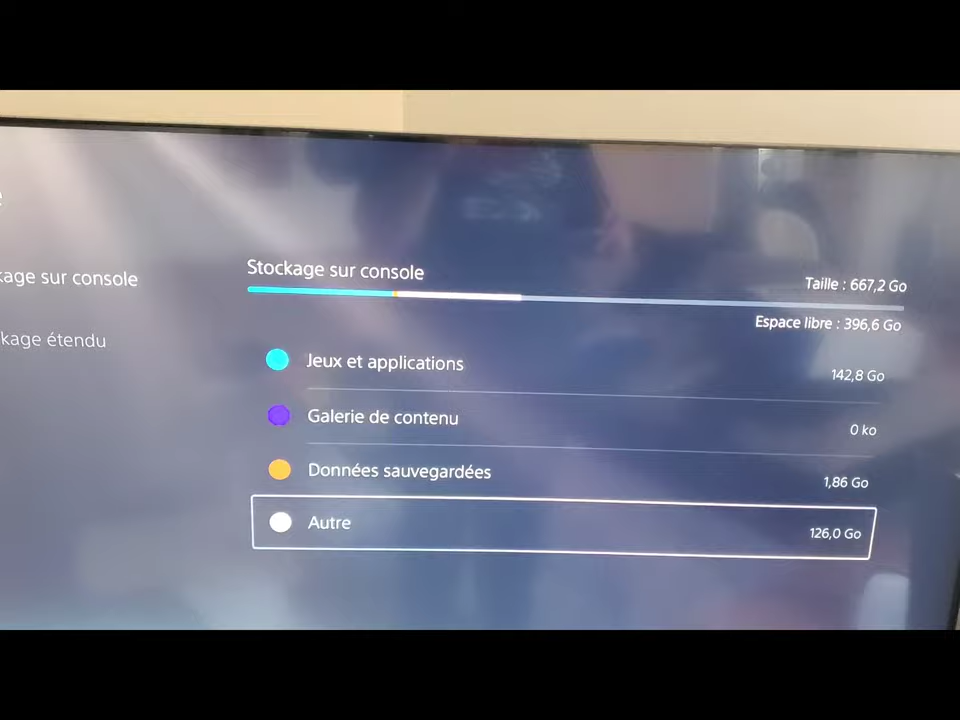 Stockage sur console
Taille : 667,2 Go
Espace libre : 396,6 Go
kage sur console
kage étendu
Jeux et applications
142,8 Go
Galerie de contenu
0 ko
Données sauvegardées
1,86 Go
Autre
126,0 Go